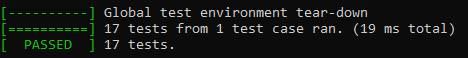 [----------] Global test environment tear-down
[==========] 17 tests from 1 test case ran. (19 ms total)
[  PASSED  ] 17 tests.